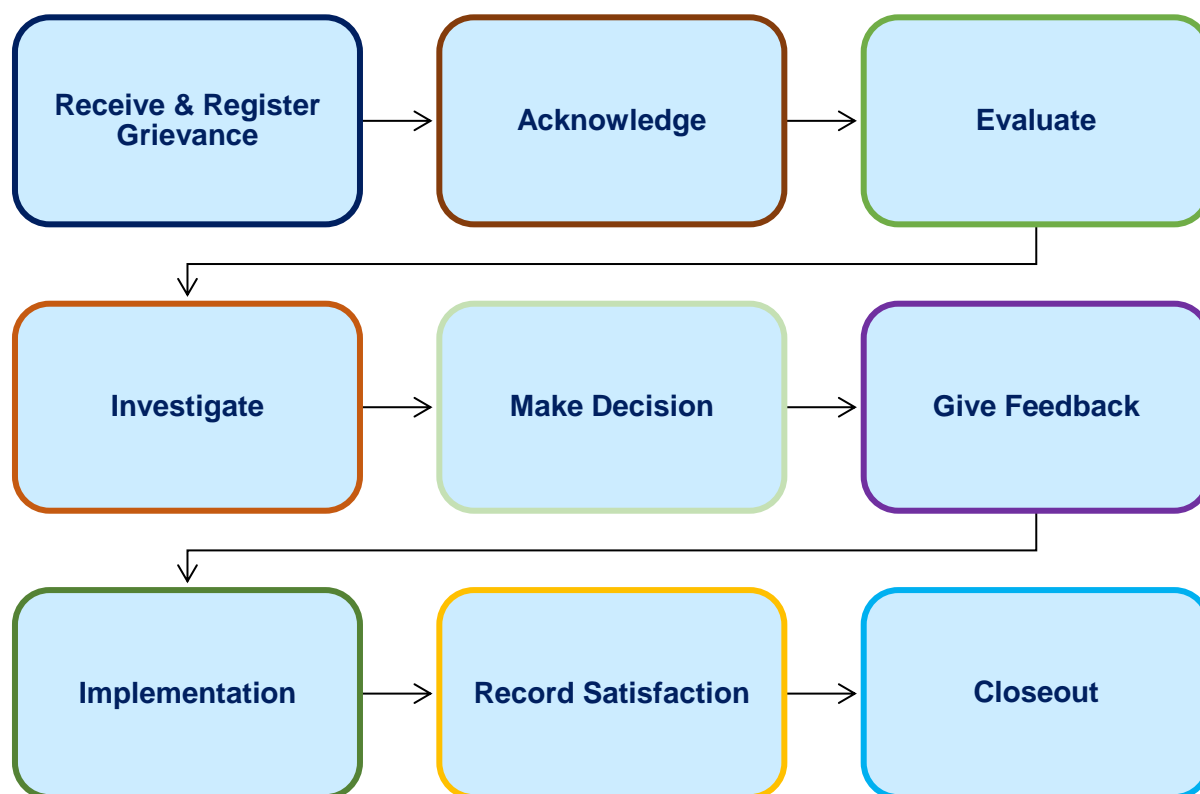 Receive & Register
Grievance
Acknowledge
Evaluate
Investigate
Make Decision
Give Feedback
Implementation
Record Satisfaction
Closeout